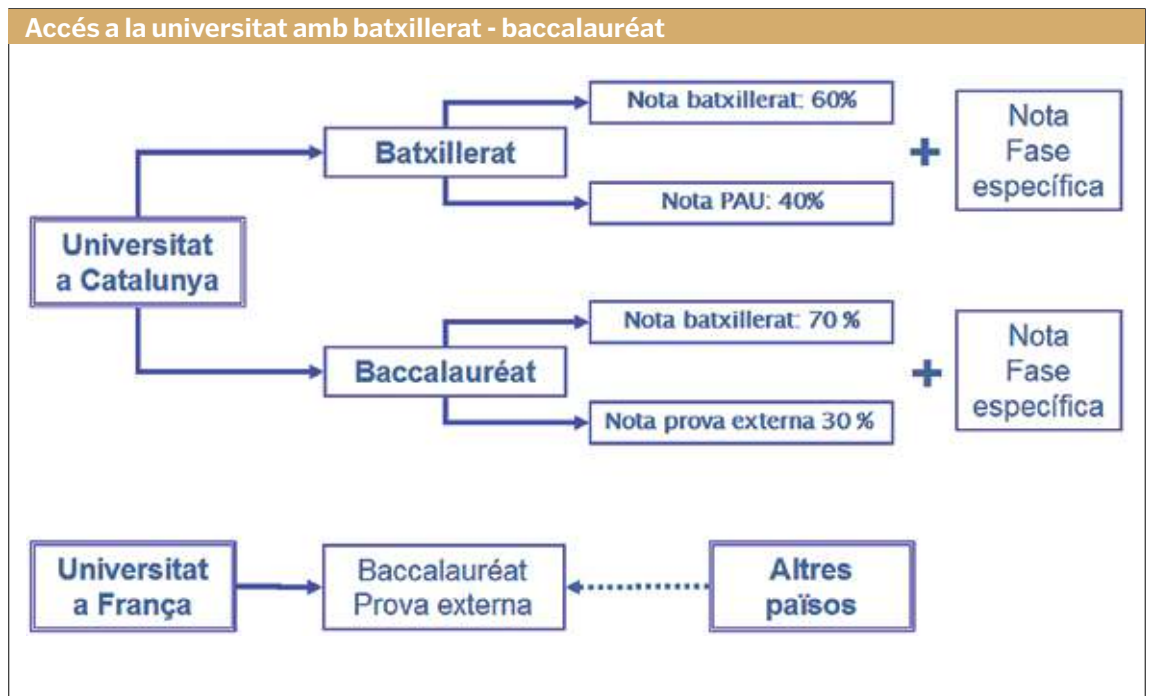 Accés a la universitat amb batxillerat - baccalauréat
Universitat
a Catalunya
Batxillerat
Nota batxillerat: 60%
Nota PAU: 40%
Nota
Fase
específica
Baccalauréat
Nota batxillerat: 70 %
Nota prova externa 30 %
Nota
Fase
específica
Universitat
a França
Baccalauréat
Prova externa
Altres
països